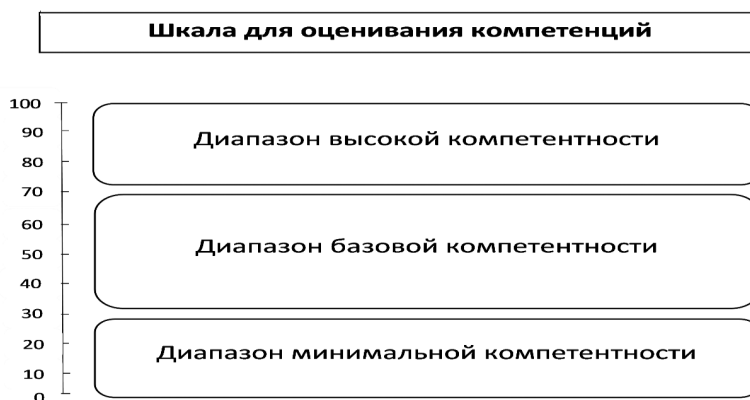 Шкала для оценивания компетенций
100
90
Диапазон высокой компетентности
80
70
60
Диапазон базовой компетентности
50
40
30
20
Диапазон минимальной компетентности
10
0